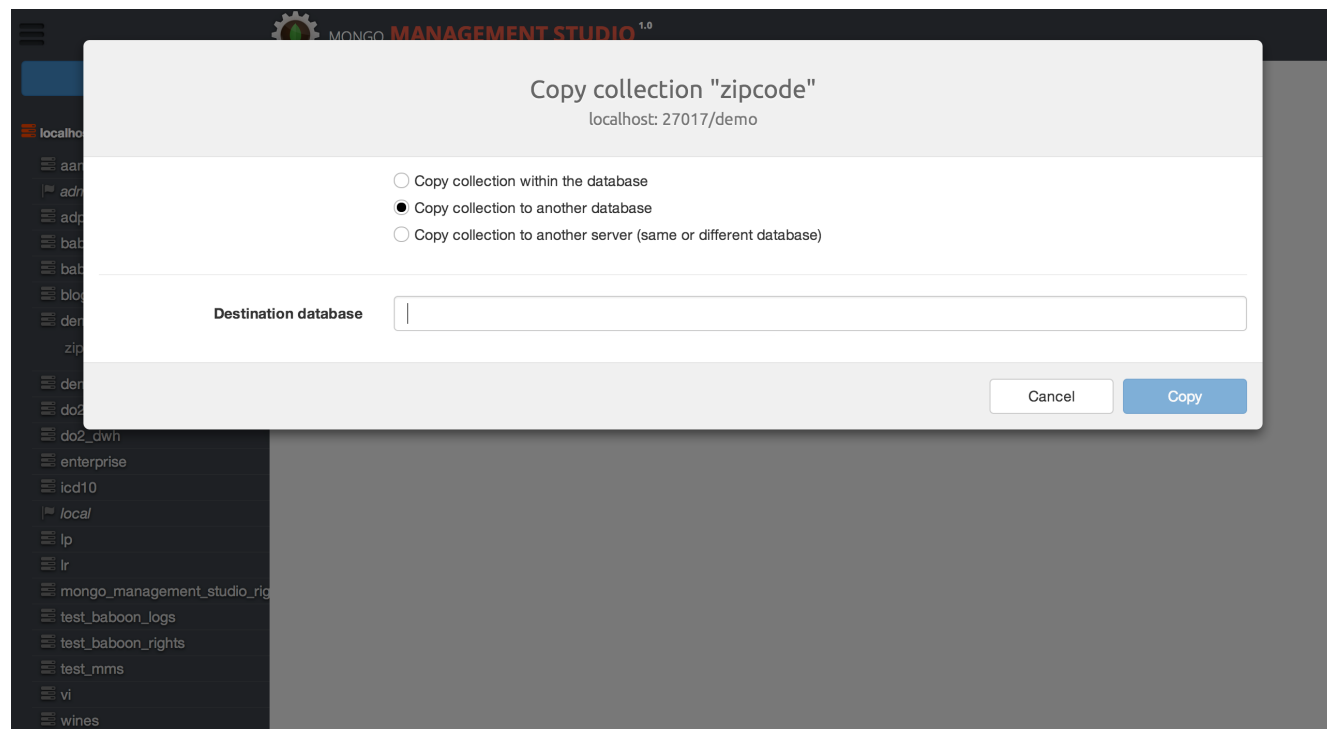 MONGO MANAGEMENT STUDIO 1.0
Copy collection "zipcode"
localhost: 27017/demo
Copy collection within the database
Copy collection to another database
Copy collection to another server (same or different database)
Destination database
Cancel
Copy
do2_dwh
enterprise
icd10
local
lp
lr
mongo_management_studio_rig
test_baboon_logs
test_baboon_rights
test_mms
vi
wines